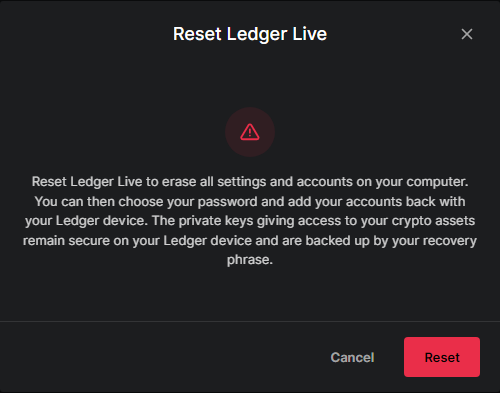 Reset Ledger Live
Reset Ledger Live to erase all settings and accounts on your computer.
You can then choose your password and add your accounts back with
your Ledger device. The private keys giving access to your crypto assets
remain secure on your Ledger device and are backed up by your recovery
phrase.
Cancel
Reset